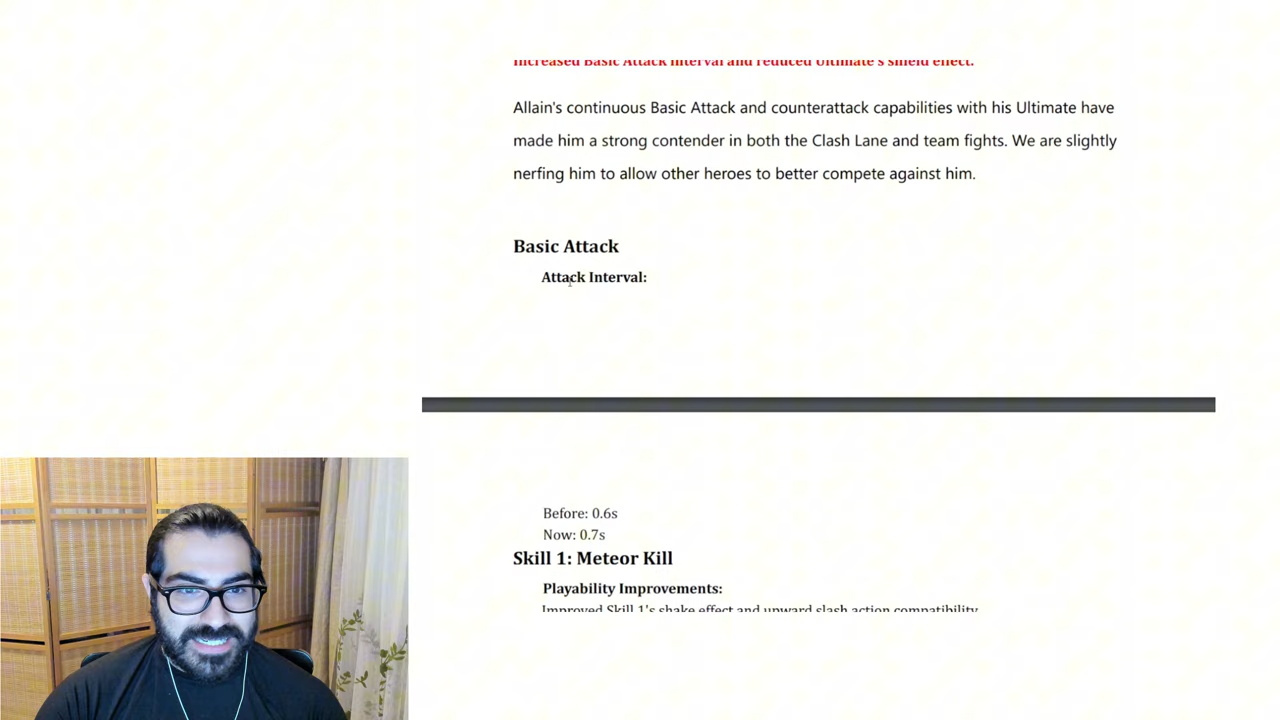 Increased Basic Attack interval and reduced Ultimate's shield effect.
Allain's continuous Basic Attack and counterattack capabilities with his Ultimate have
made him a strong contender in both the Clash Lane and team fights. We are slightly
nerfing him to allow other heroes to better compete against him.
Basic Attack
Attack Interval:
Before: 0.6s
Now: 0.7s
Skill 1: Meteor Kill
Playability Improvements:
Improved Skill 1's shake effect and upward slash action compatibility